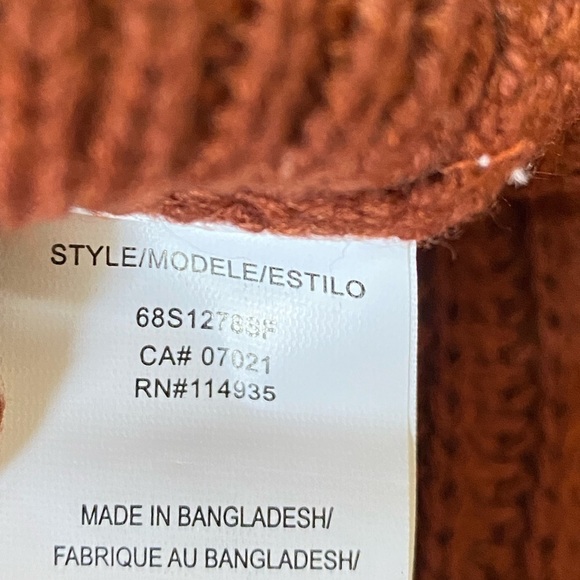 STYLE/MODELE/ESTILO
CA# 07021
RN#114935
MADE IN BANGLADESH/
FABRIQUE AU BANGLADESH/